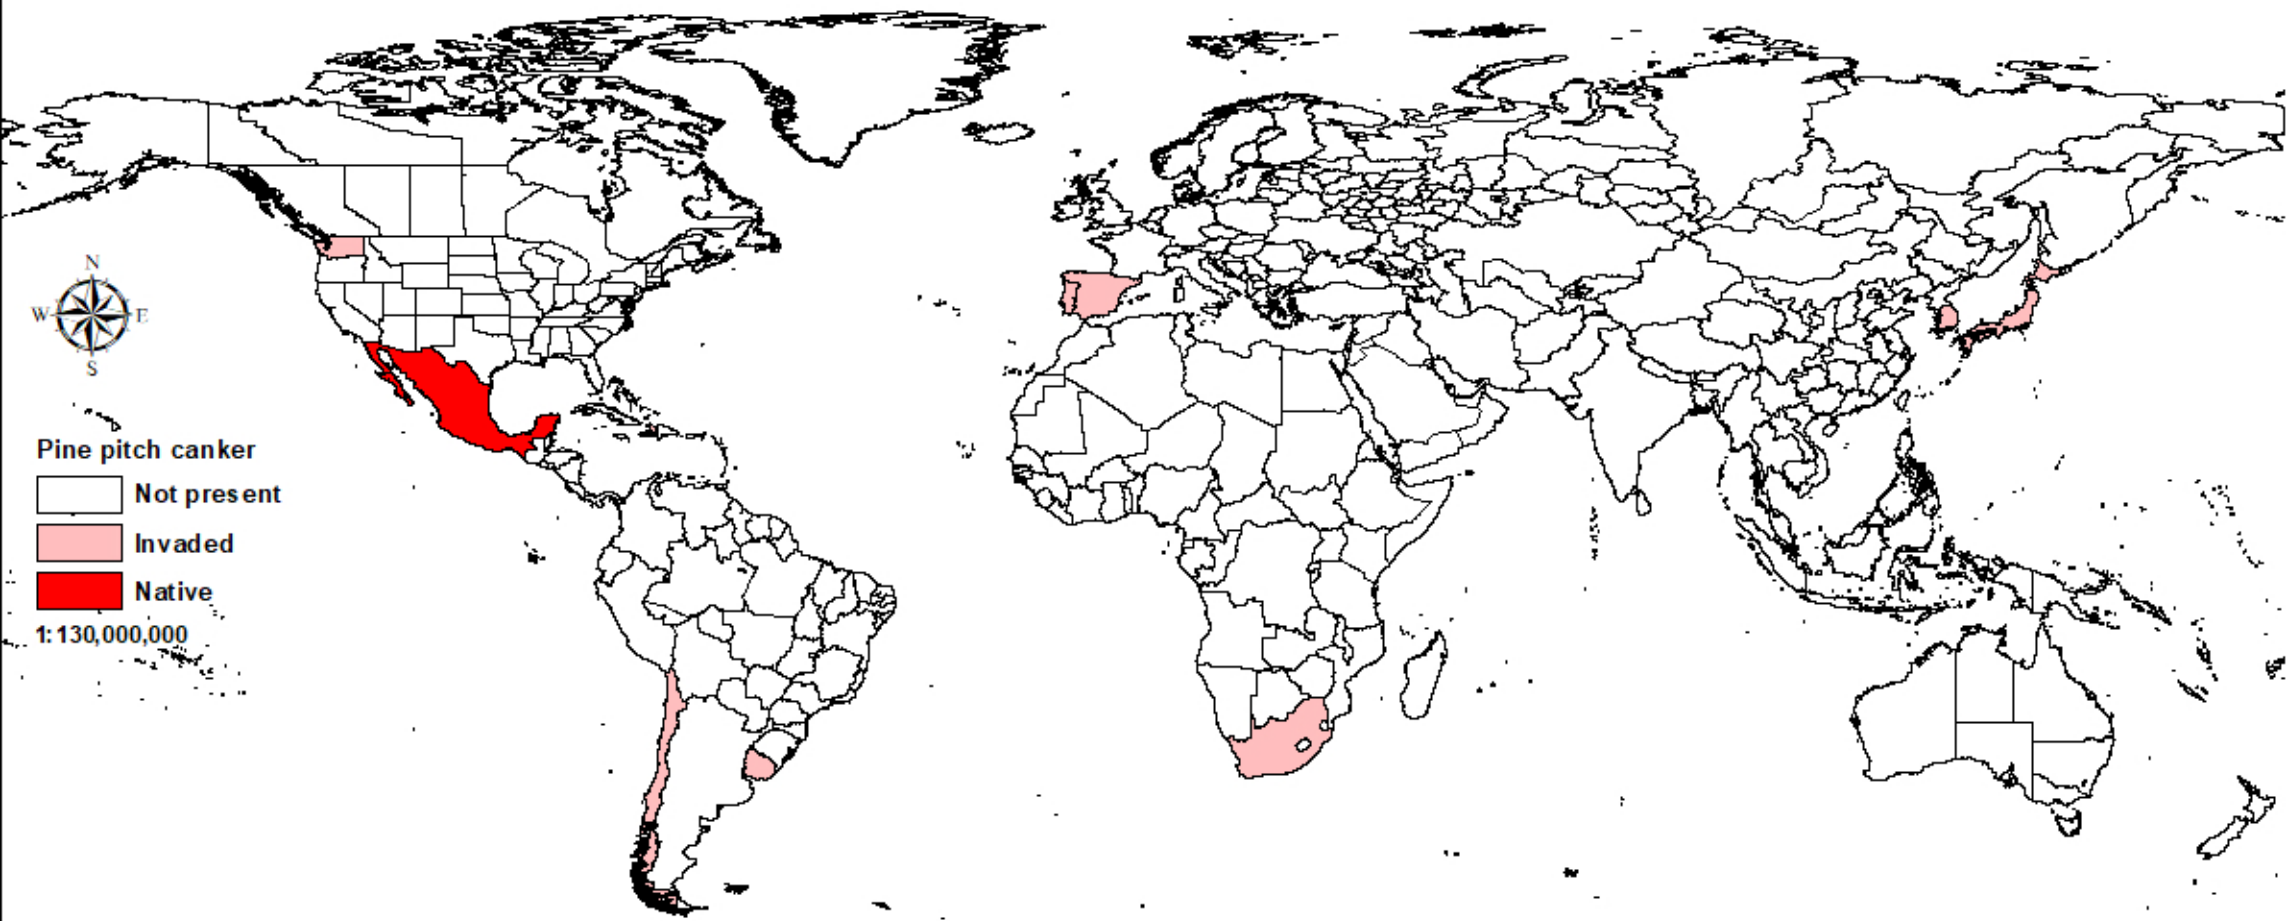 N
W E
S
Pine pitch canker
Not present
Invaded
Native
1:130,000,000